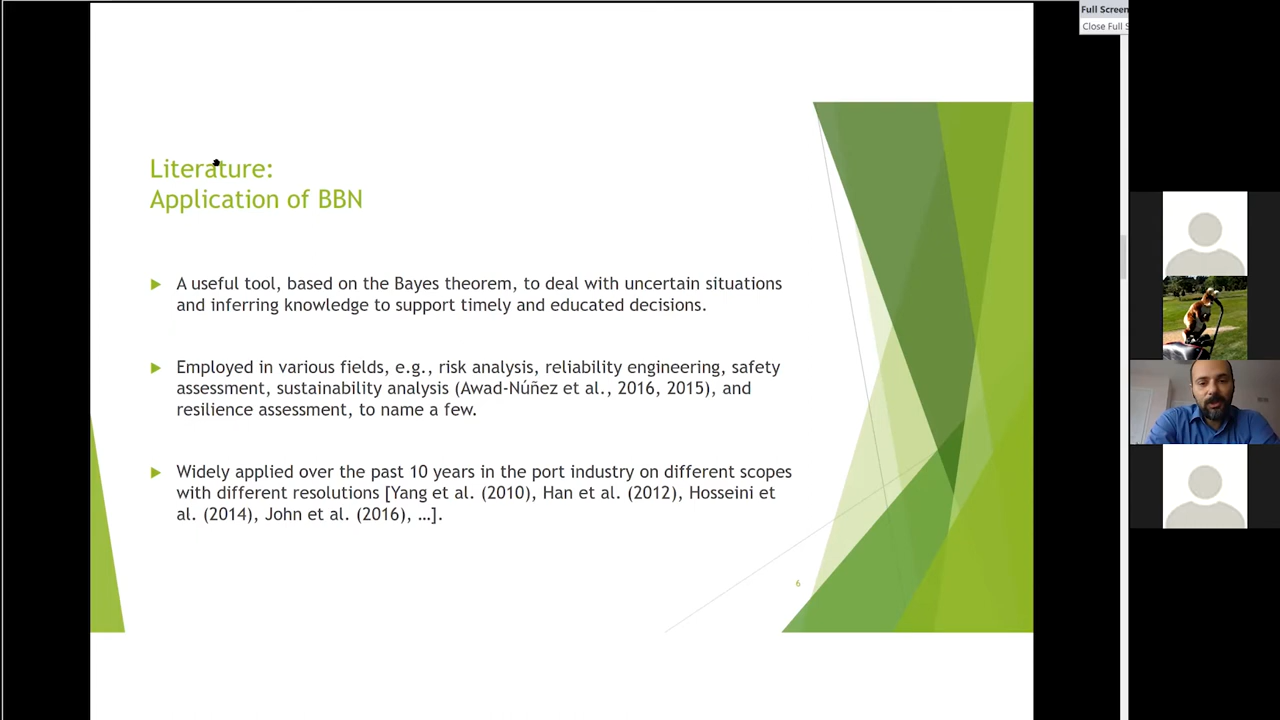 Full Screen
Close Full S
Literature:
Application of BBN
A useful tool, based on the Bayes theorem, to deal with uncertain situations
and inferring knowledge to support timely and educated decisions.
Employed in various fields, e.g., risk analysis, reliability engineering, safety
assessment, sustainability analysis (Awad-Núñez et al., 2016, 2015), and
resilience assessment, to name a few.
Widely applied over the past 10 years in the port industry on different scopes
with different resolutions [Yang et al. (2010), Han et al. (2012), Hosseini et
al. (2014), John et al. (2016), …].
6